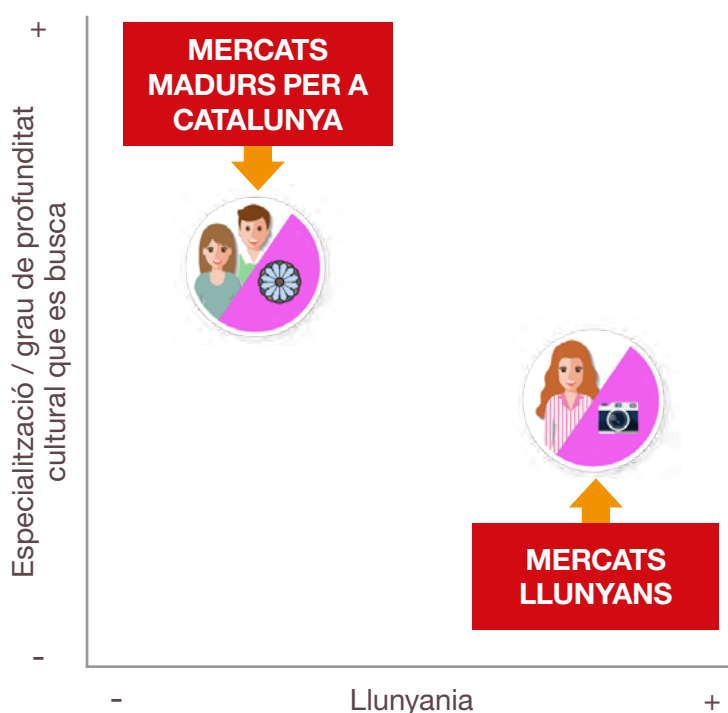 +
MERCATS
MADURS PER A
CATALUNYA
Especialització / grau de profunditat
cultural que es busca
MERCATS
LLUNYANS
-
-
Llunyania
+